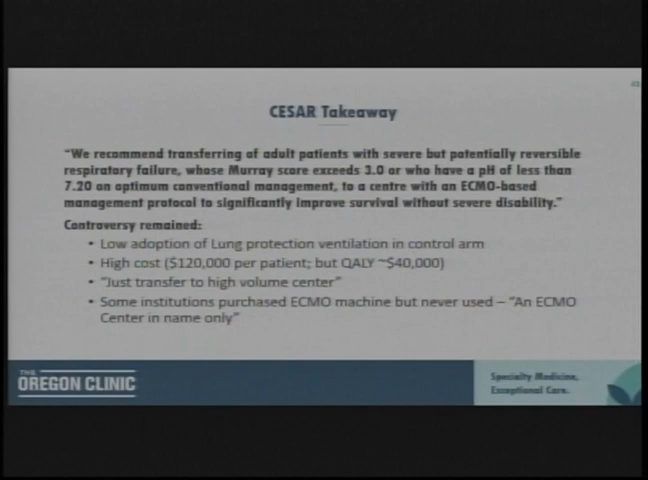 CESAR Takeaway
"We recommend transferring of adult patients with severe but potentially reversible
respiratory failure, whose Murray score exceeds 3.0 or who have a pH of less than
7.20 on optimum conventional management, to a centre with an ECMO-based
management protocol to significantly improve survival without severe disability."
Controversy remained:
• Low adoption of Lung protection ventilation in control arm
• High cost ($120,000 per patient; but QALY ~$40,000)
• "Just transfer to high volume center"
• Some institutions purchased ECMO machine but never used – "An ECMO
Center in name only"
THE
OREGON CLINIC
Specialty Medicine,
Exceptional Care.